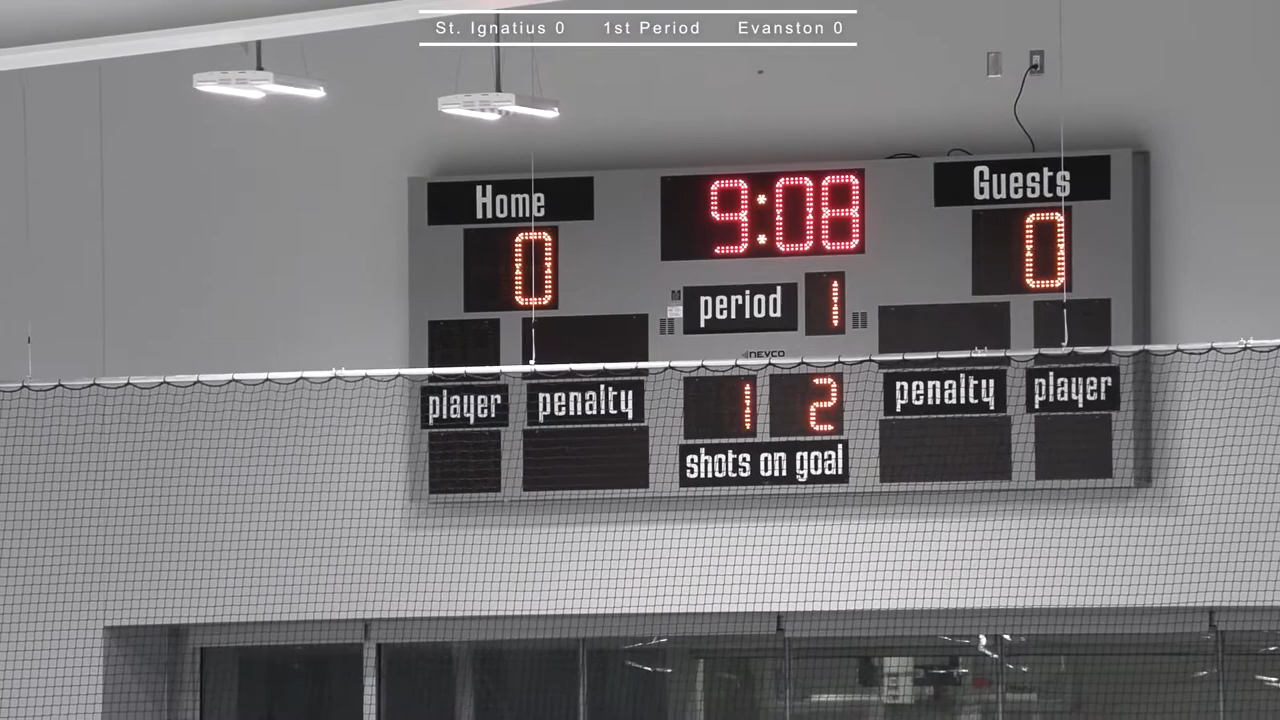 St. Ignatius 0 1st Period Evanston 0
Home 9:08 Guests
0 0
period 1
NEVCO
player penalty 1 2 penalty player
shots on goal